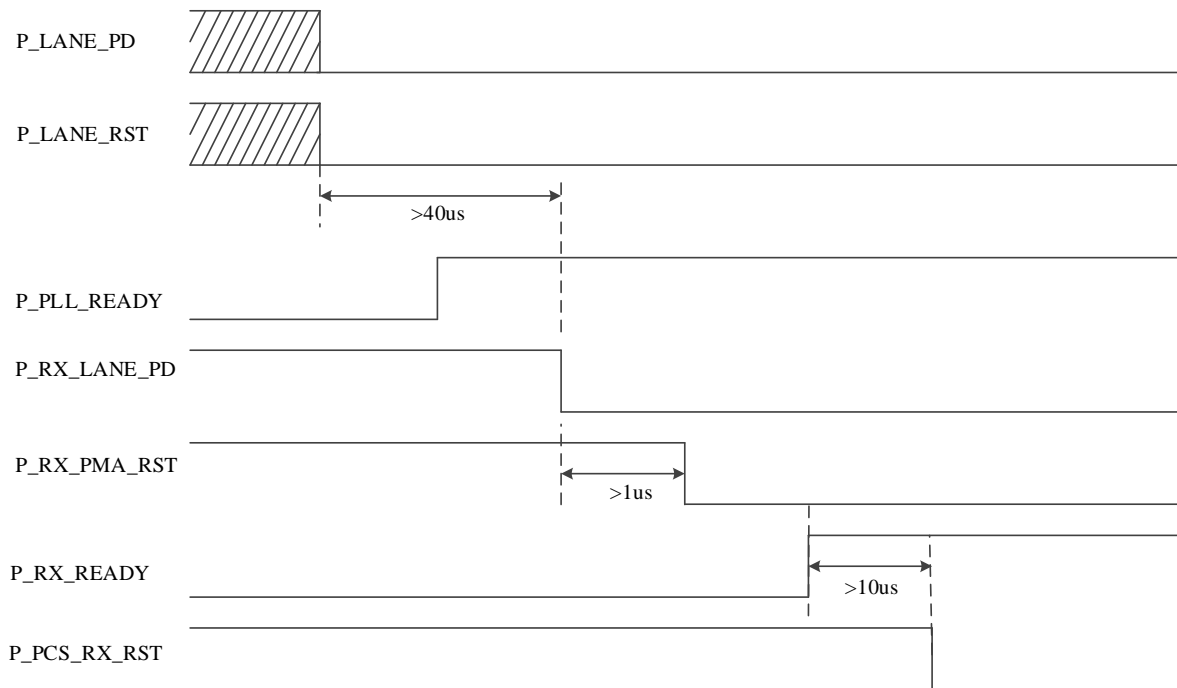 P_LANE_PD
P_LANE_RST
>40us
P_PLL_READY
P_RX_LANE_PD
P_RX_PMA_RST
>1us
P_RX_READY
>10us
P_PCS_RX_RST